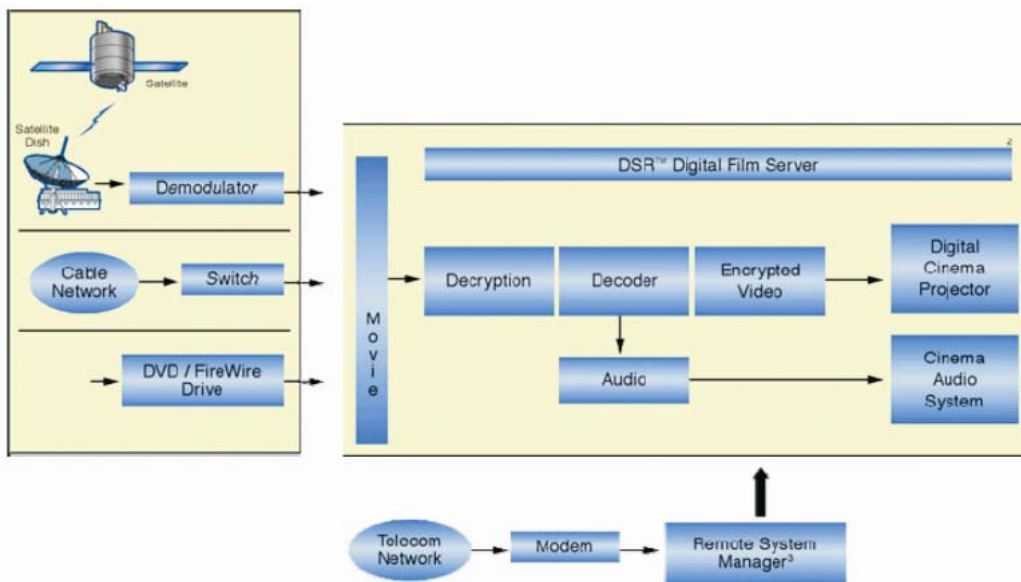 Satellite
Satellite
Dish
Demodulator
Cable
Network
Switch
DVD / FireWire
Drive
2
DSR™ Digital Film Server
Movie
Decryption
Decoder
Encrypted
Video
Digital
Cinema
Projector
Audio
Cinema
Audio
System
Telecom
Network
Modem
Remote System
Manager³